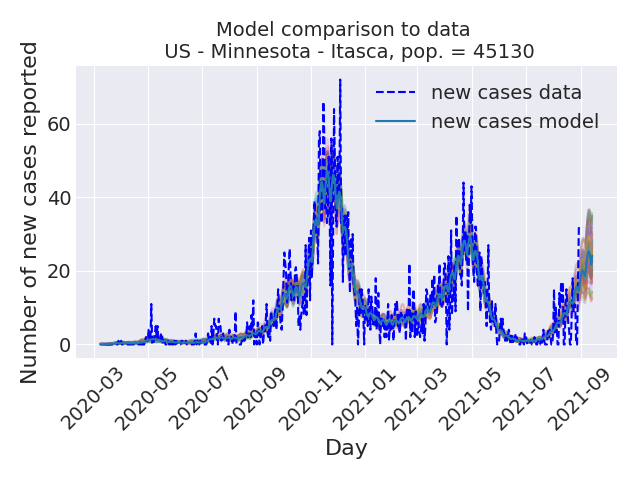 Model comparison to data
US - Minnesota - Itasca, pop. = 45130
Number of new cases reported
60
40
20
0
new cases data
new cases model
2020-03
2020-05
2020-07
2020-09
2020-11
2021-01
2021-03
2021-05
2021-07
2021-09
Day